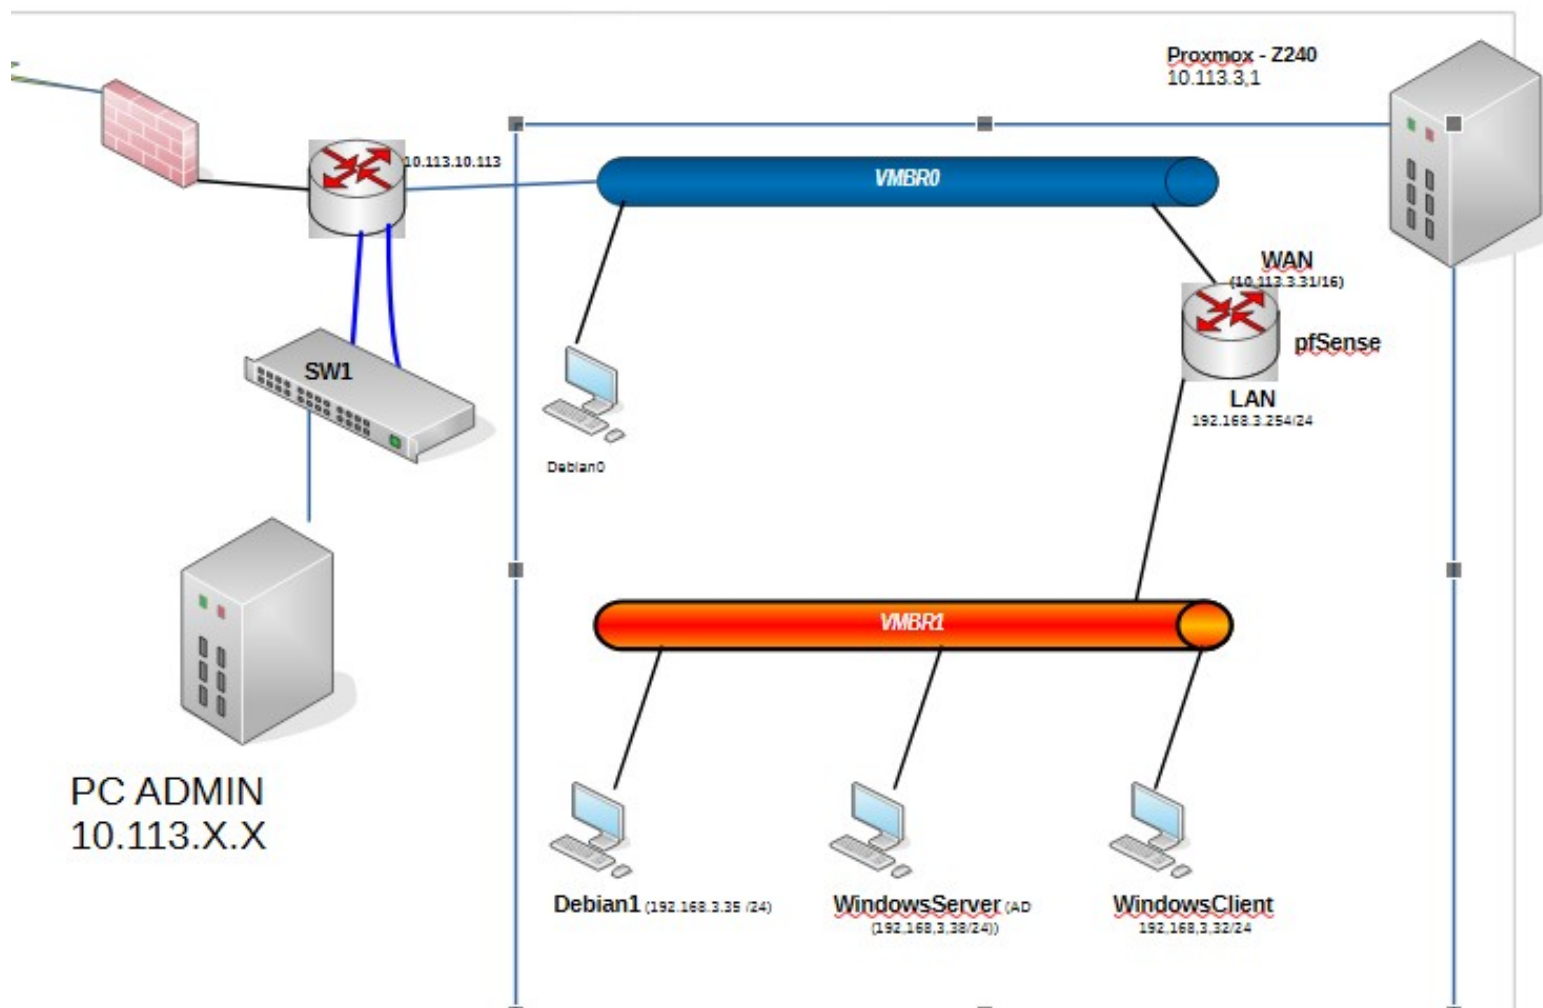 Proxmox - Z240
10.113.3,1
10.113.10.113
VMBR0
WAN
(10.113.3.31/16)
pfSense
SW1
LAN
192.168.3.254/24
Debian0
VMBR1
PC ADMIN
10.113.X.X
Debian1 (192.168.3.35 /24)
WindowsServer (AD
(192,168,3,38/24))
WindowsClient
192,168,3,32/24